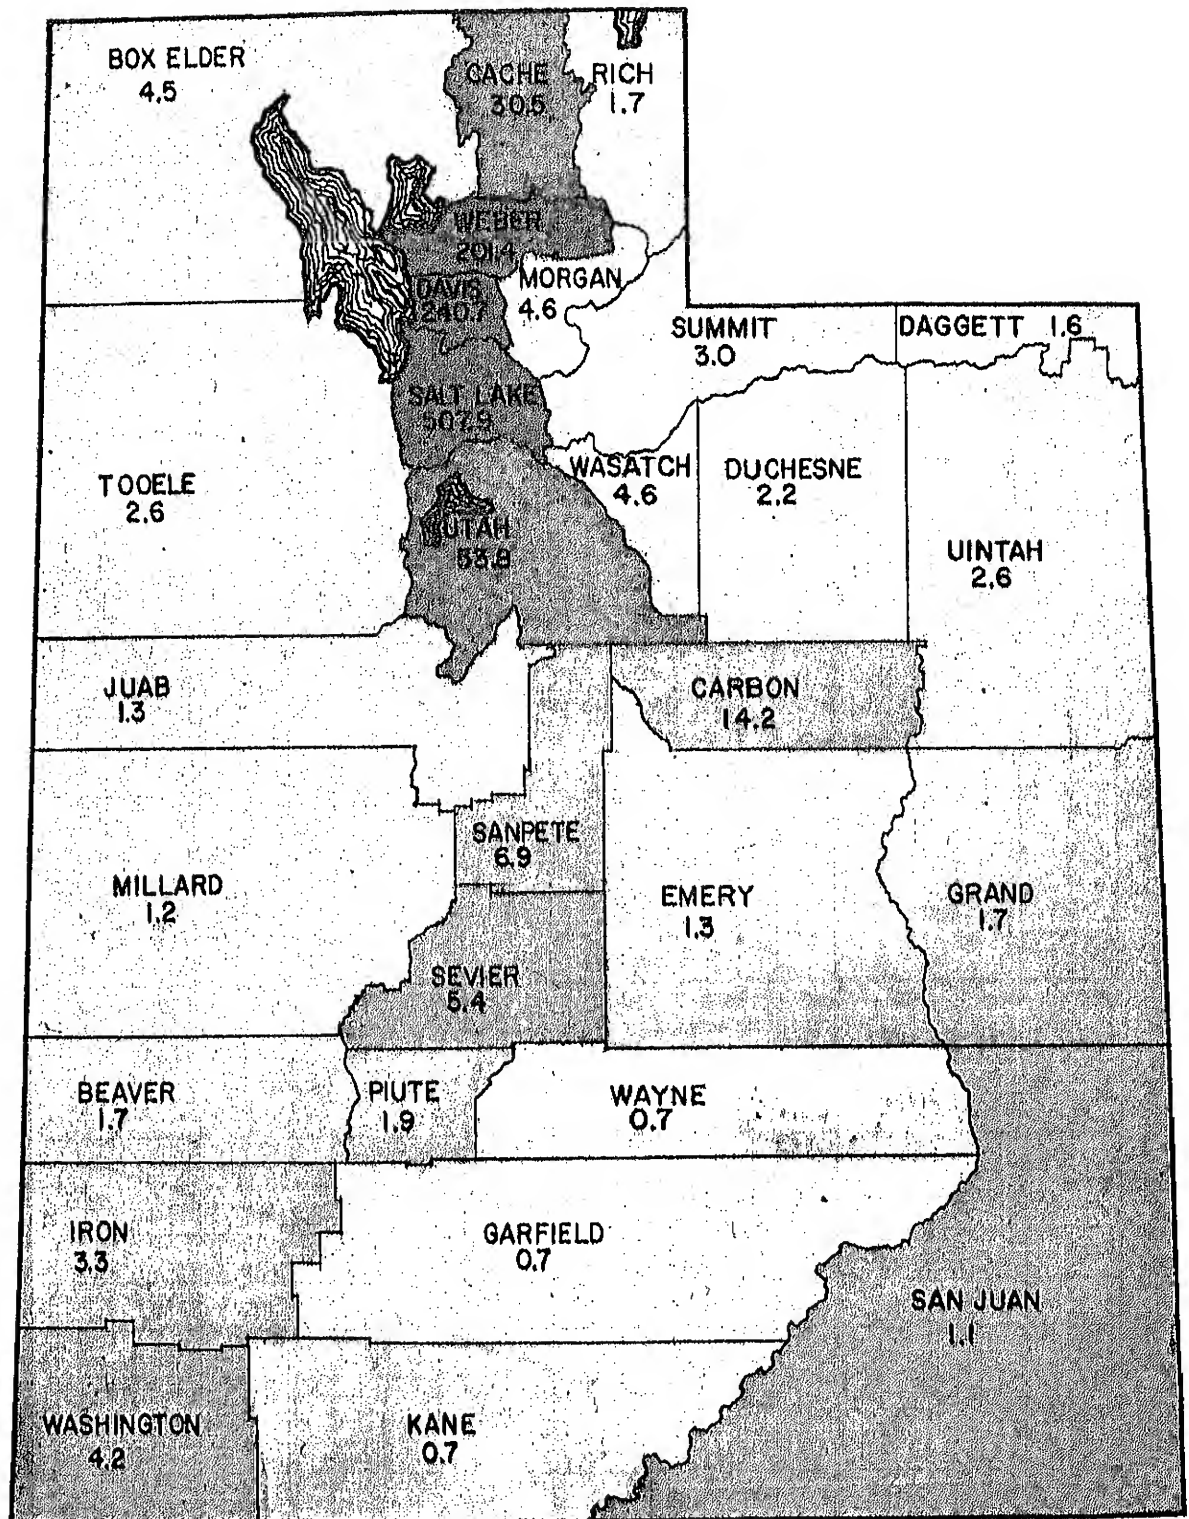 BOX ELDER
4.5
CACHE
30.5
RICH
1.7
WEBER
201.4
DAVIS
240.7
MORGAN
4.6
SUMMIT
3.0
DAGGETT 1.6
SALT LAKE
507.9
TOOELE
2.6
WASATCH
4.6
DUCHESNE
2.2
UTAH
53.8
UINTAH
2.6
JUAB
1.3
CARBON
14.2
SANPETE
6.9
MILLARD
1.2
EMERY
1.3
GRAND
1.7
SEVIER
5.4
BEAVER
1.7
PIUTE
1.9
WAYNE
0.7
IRON
3.3
GARFIELD
0.7
SAN JUAN
1.1
WASHINGTON
4.2
KANE
0.7